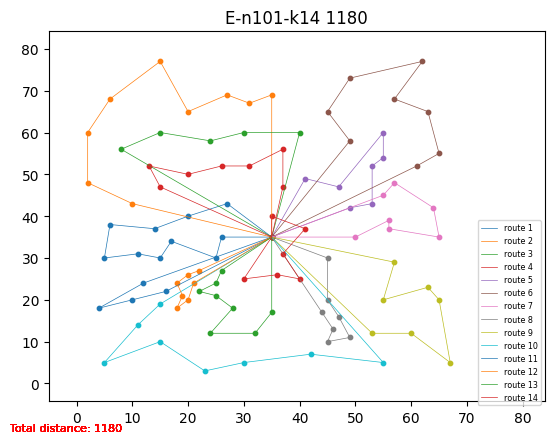 E-n101-k14 1180
80
70
60
50
40
30
20
10
0
0 10 20 30 40 50 60 70 80
route 1
route 2
route 3
route 4
route 5
route 6
route 7
route 8
route 9
route 10
route 11
route 12
route 13
route 14
Total distance: 1180